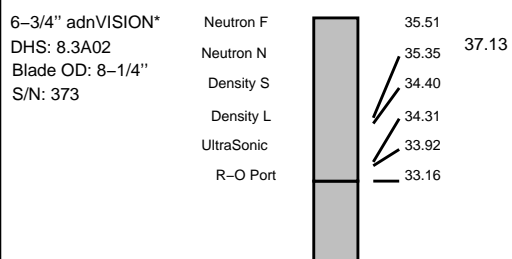 6–3/4’’ adnVISION*
DHS: 8.3A02
Blade OD: 8–1/4’’
S/N: 373
Neutron F 35.51
Neutron N 35.35
Density S 34.40
Density L 34.31
UltraSonic 33.92
R–O Port 33.16
37.13